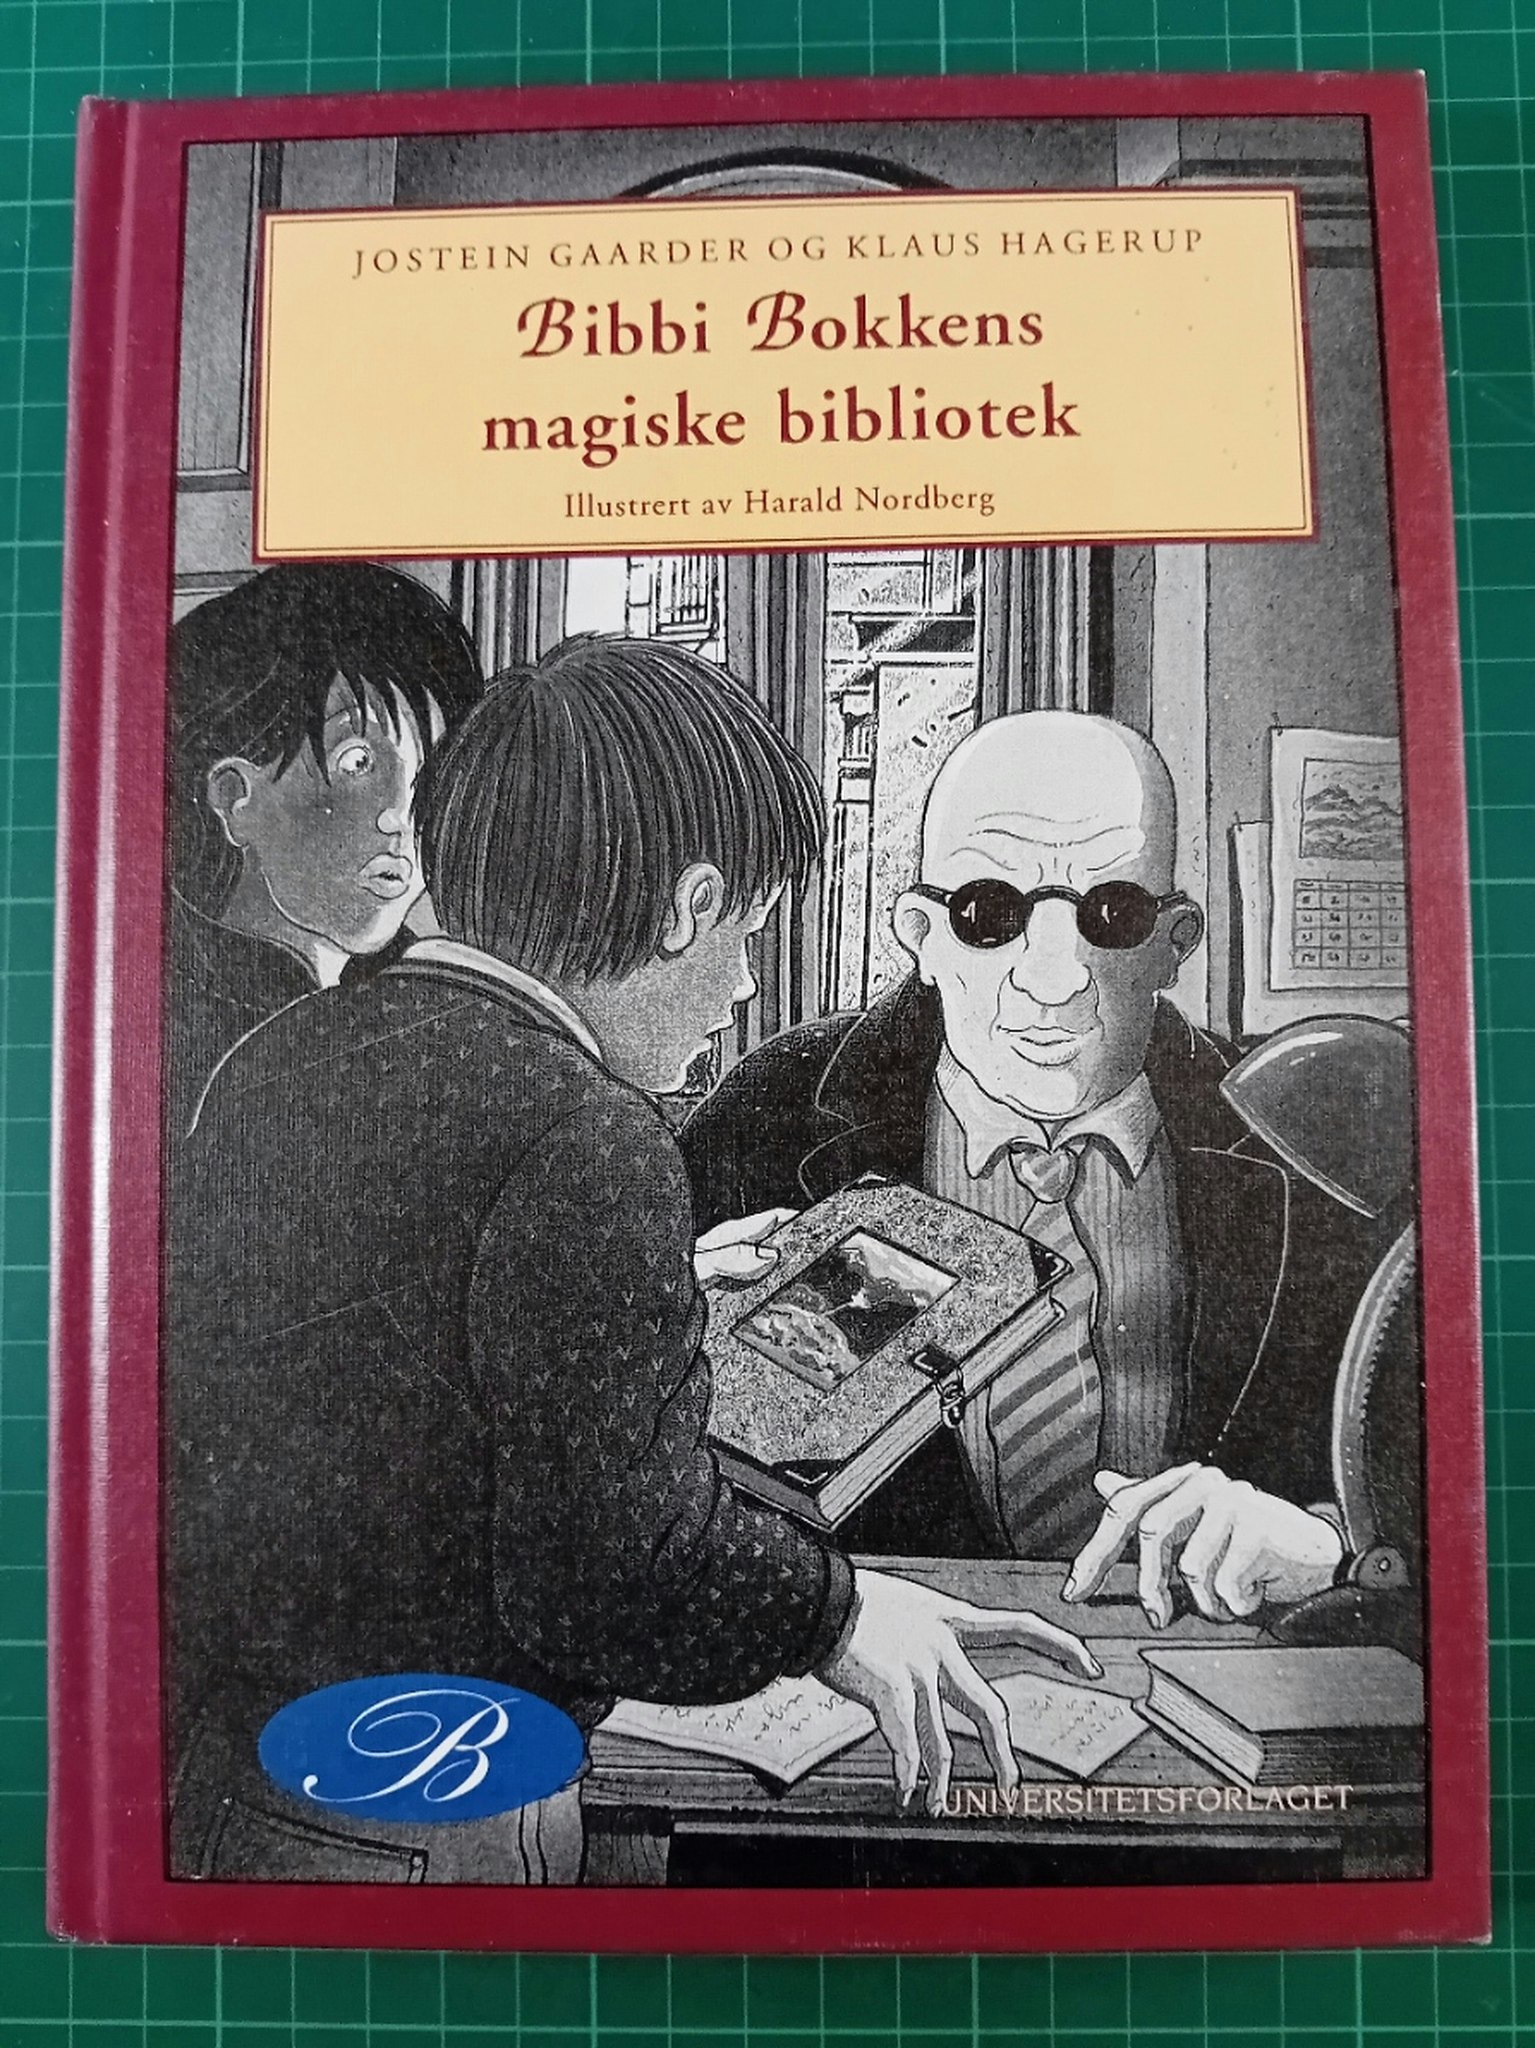 JOSTEIN GAARDER OG KLAUS HAGERUP
Bibbi Bokkens
magiske bibliotek
Illustrert av Harald Nordberg
B
UNIVERSITETSFORLAGET